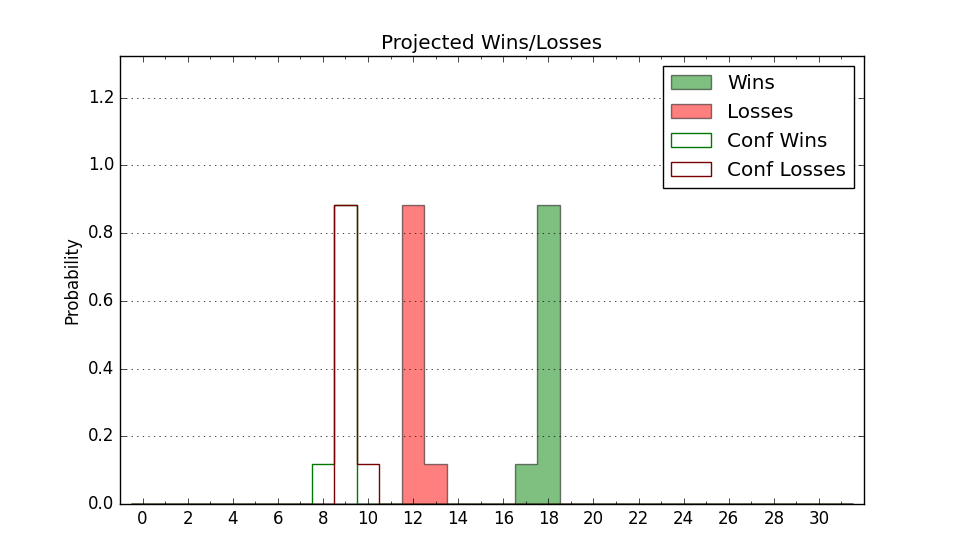 Projected Wins/Losses
Wins
Losses
Conf Wins
Conf Losses
Probability
1.2
1.0
0.8
0.6
0.4
0.2
0.0
0 2 4 6 8 10 12 14 16 18 20 22 24 26 28 30